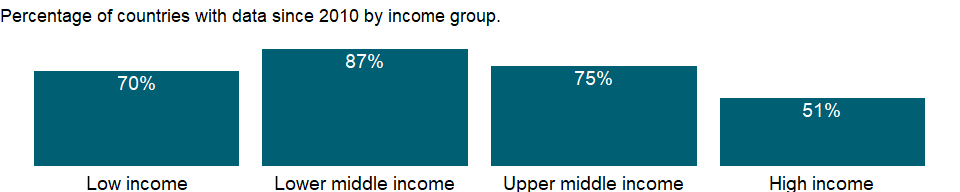 Percentage of countries with data since 2010 by income group.
70%
87%
75%
51%
Low income
Lower middle income
Upper middle income
High income